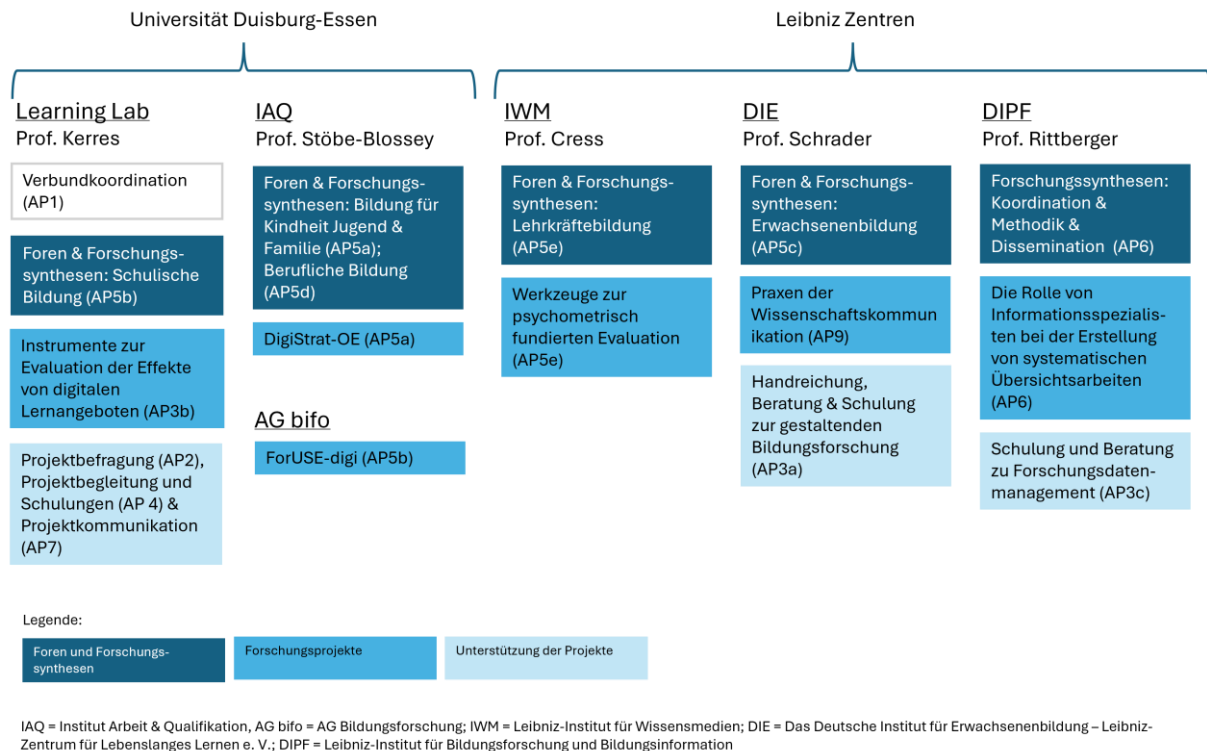 Universität Duisburg-Essen
Leibniz Zentren
Learning Lab
Prof. Kerres
Verbundkoordination
(AP1)
Foren & Forschungs-
synthesen: Schulische
Bildung (AP5b)
Instrumente zur
Evaluation der Effekte
von digitalen
Lernangeboten (AP3b)
Projektbefragung (AP2),
Projektbegleitung und
Schulungen (AP 4) &
Projektkommunikation
(AP7)
IAQ
Prof. Stöbe-Blossey
Foren & Forschungs-
synthesen: Bildung für
Kindheit Jugend &
Familie (AP5a);
Berufliche Bildung
(AP5d)
DigiStrat-OE (AP5a)
AG bifo
ForUSE-digi (AP5b)
IWM
Prof. Cress
Foren & Forschungs-
synthesen:
Lehrkräftebildung
(AP5e)
Werkzeuge zur
psychometrisch
fundierten Evaluation
(AP5e)
DIE
Prof. Schrader
Foren & Forschungs-
synthesen:
Erwachsenenbildung
(AP5c)
Praxen der
Wissenschaftskommun
ikation (AP9)
Handreichung,
Beratung & Schulung
zur gestaltenden
Bildungsforschung
(AP3a)
DIPF
Prof. Rittberger
Forschungssynthesen:
Koordination &
Methodik &
Dissemination (AP6)
Die Rolle von
Informationsspezialis-
ten bei der Erstellung
von systematischen
Übersichtsarbeiten
(AP6)
Schulung und Beratung
zu Forschungsdaten-
management (AP3c)
Legende:
Foren und Forschungs-
synthesen
Forschungsprojekte
Unterstützung der Projekte
IAQ = Institut Arbeit & Qualifikation, AG bifo = AG Bildungsforschung; IWM = Leibniz-Institut für Wissensmedien; DIE = Das Deutsche Institut für Erwachsenenbildung – Leibniz-
Zentrum für Lebenslanges Lernen e. V.; DIPF = Leibniz-Institut für Bildungsforschung und Bildungsinformation